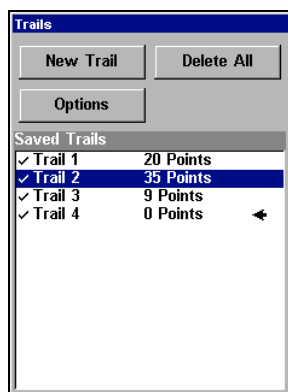 Trails
New Trail Delete All
Options
Saved Trails
Trail 1 20 Points
Trail 2 35 Points
Trail 3 9 Points
Trail 4 0 Points